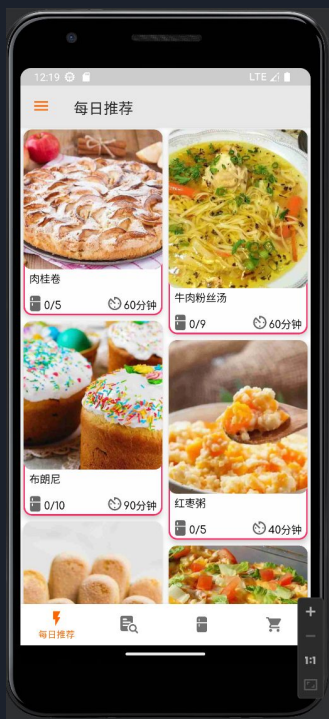 12:19
LTE
每日推荐
肉桂卷
0/5
60分钟
牛肉粉丝汤
0/9
60分钟
布朗尼
0/10
90分钟
红枣粥
0/5
40分钟
每日推荐
1:1